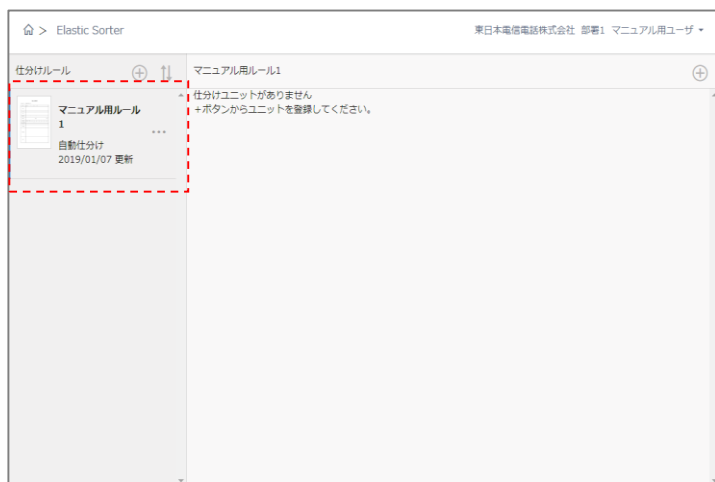 > Elastic Sorter
東日本電信電話株式会社 部署1 マニュアル用ユーザ
仕分けルール
マニュアル用ルール1
仕分けユニットがありません
+ボタンからユニットを登録してください。
マニュアル用ルール
1
自動仕分け
2019/01/07 更新